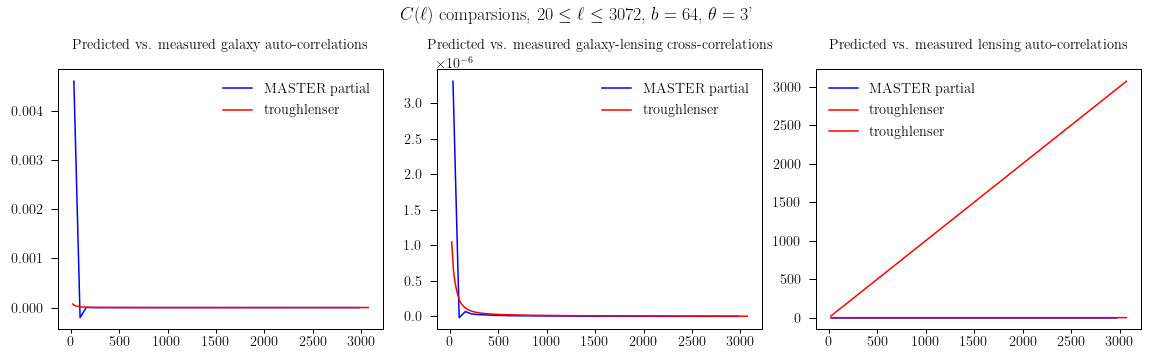 C(ℓ) comparsions, 20 ≤ ℓ ≤ 3072, b = 64, θ = 3'
Predicted vs. measured galaxy auto-correlations
MASTER partial
troughlenser
0.004
0.003
0.002
0.001
0.000
0 500 1000 1500 2000 2500 3000
Predicted vs. measured galaxy-lensing cross-correlations
×10⁻⁶
MASTER partial
troughlenser
3.0
2.5
2.0
1.5
1.0
0.5
0.0
0 500 1000 1500 2000 2500 3000
Predicted vs. measured lensing auto-correlations
MASTER partial
troughlenser
troughlenser
3000
2500
2000
1500
1000
500
0
0 500 1000 1500 2000 2500 3000